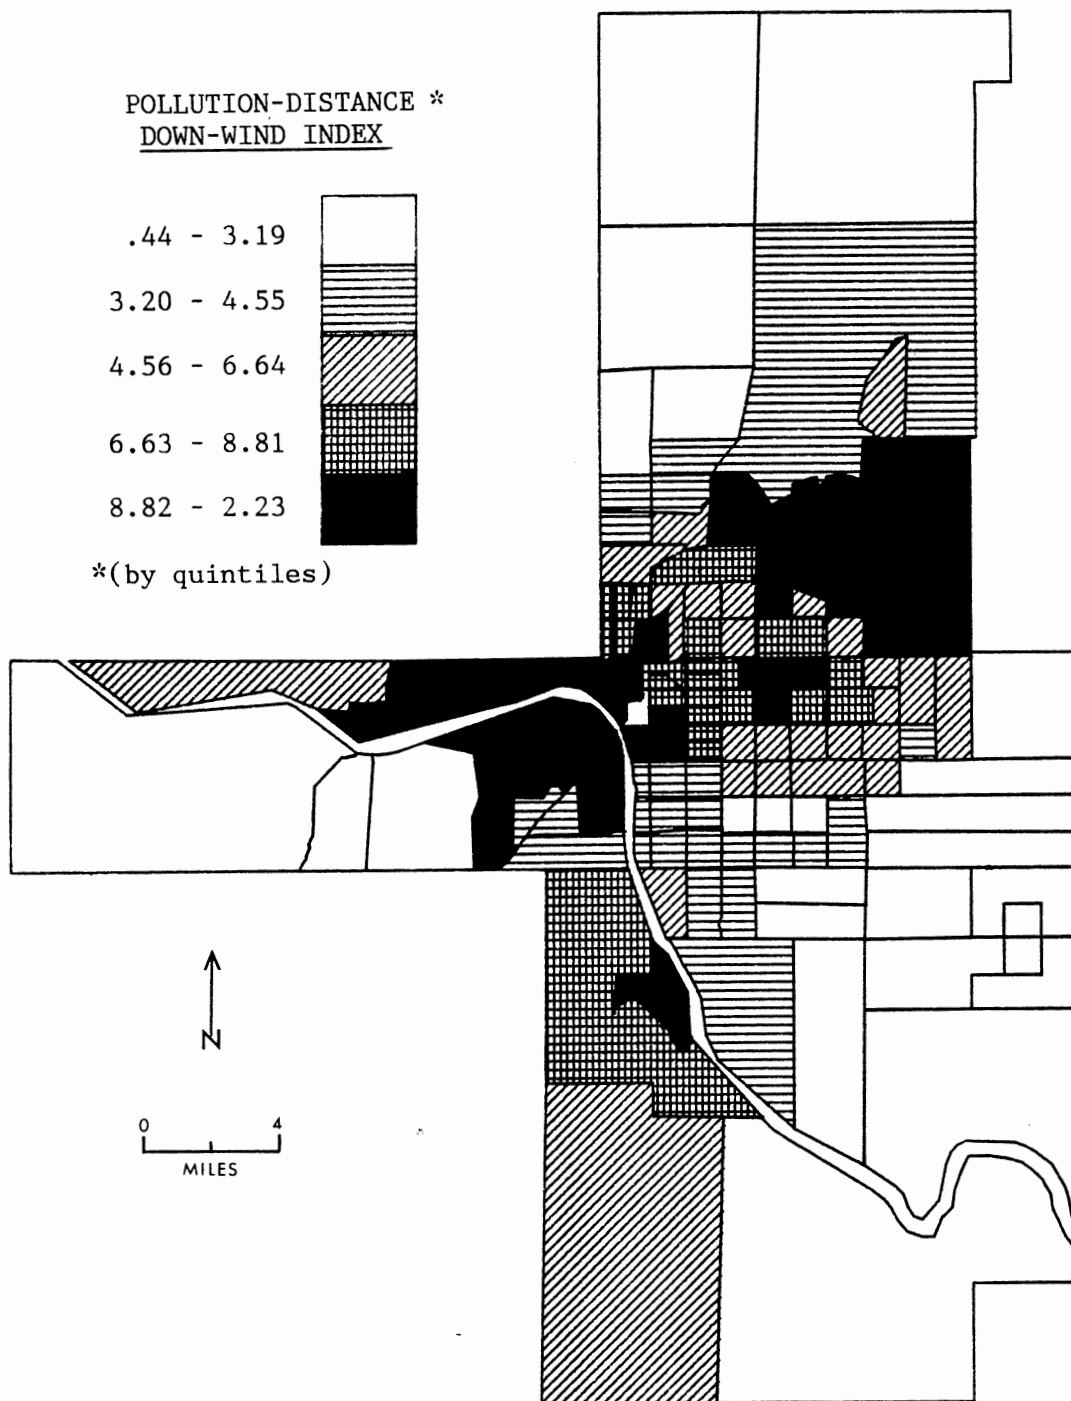 POLLUTION-DISTANCE *
DOWN-WIND INDEX
.44 - 3.19
3.20 - 4.55
4.56 - 6.64
6.63 - 8.81
8.82 - 2.23
*(by quintiles)
N
0 4
MILES